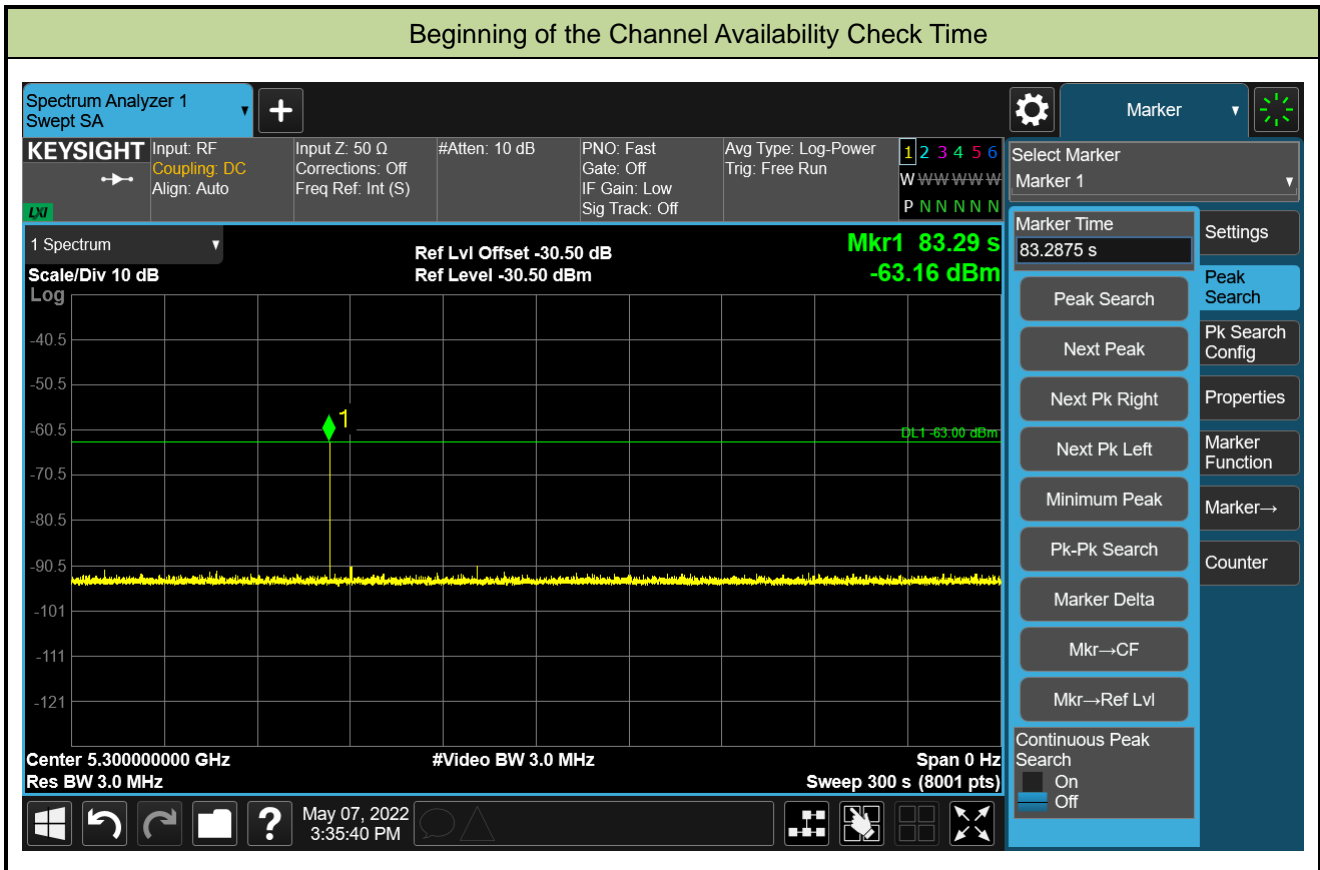 Beginning of the Channel Availability Check Time
Spectrum Analyzer 1
Swept SA
Marker
KEYSIGHT
LXI
Input: RF
Coupling: DC
Align: Auto
Input Z: 50 Ω
Corrections: Off
Freq Ref: Int (S)
#Atten: 10 dB
PNO: Fast
Gate: Off
IF Gain: Low
Sig Track: Off
Avg Type: Log-Power
Trig: Free Run
1 2 3 4 5 6
W W W W W W
P N N N N N
Select Marker
Marker 1
1 Spectrum
Scale/Div 10 dB
Log
Ref Lvl Offset -30.50 dB
Ref Level -30.50 dBm
Mkr1 83.29 s
-63.16 dBm
-40.5
-50.5
-60.5
-70.5
-80.5
-90.5
-101
-111
-121
1
DL1 -63.00 dBm
Center 5.300000000 GHz
Res BW 3.0 MHz
#Video BW 3.0 MHz
Span 0 Hz
Sweep 300 s (8001 pts)
Marker Time
83.2875 s
Peak Search
Next Peak
Next Pk Right
Next Pk Left
Minimum Peak
Pk-Pk Search
Marker Delta
Mkr→CF
Mkr→Ref Lvl
Continuous Peak
Search
On
Off
Settings
Peak
Search
Pk Search
Config
Properties
Marker
Function
Marker→
Counter
?
May 07, 2022
3:35:40 PM